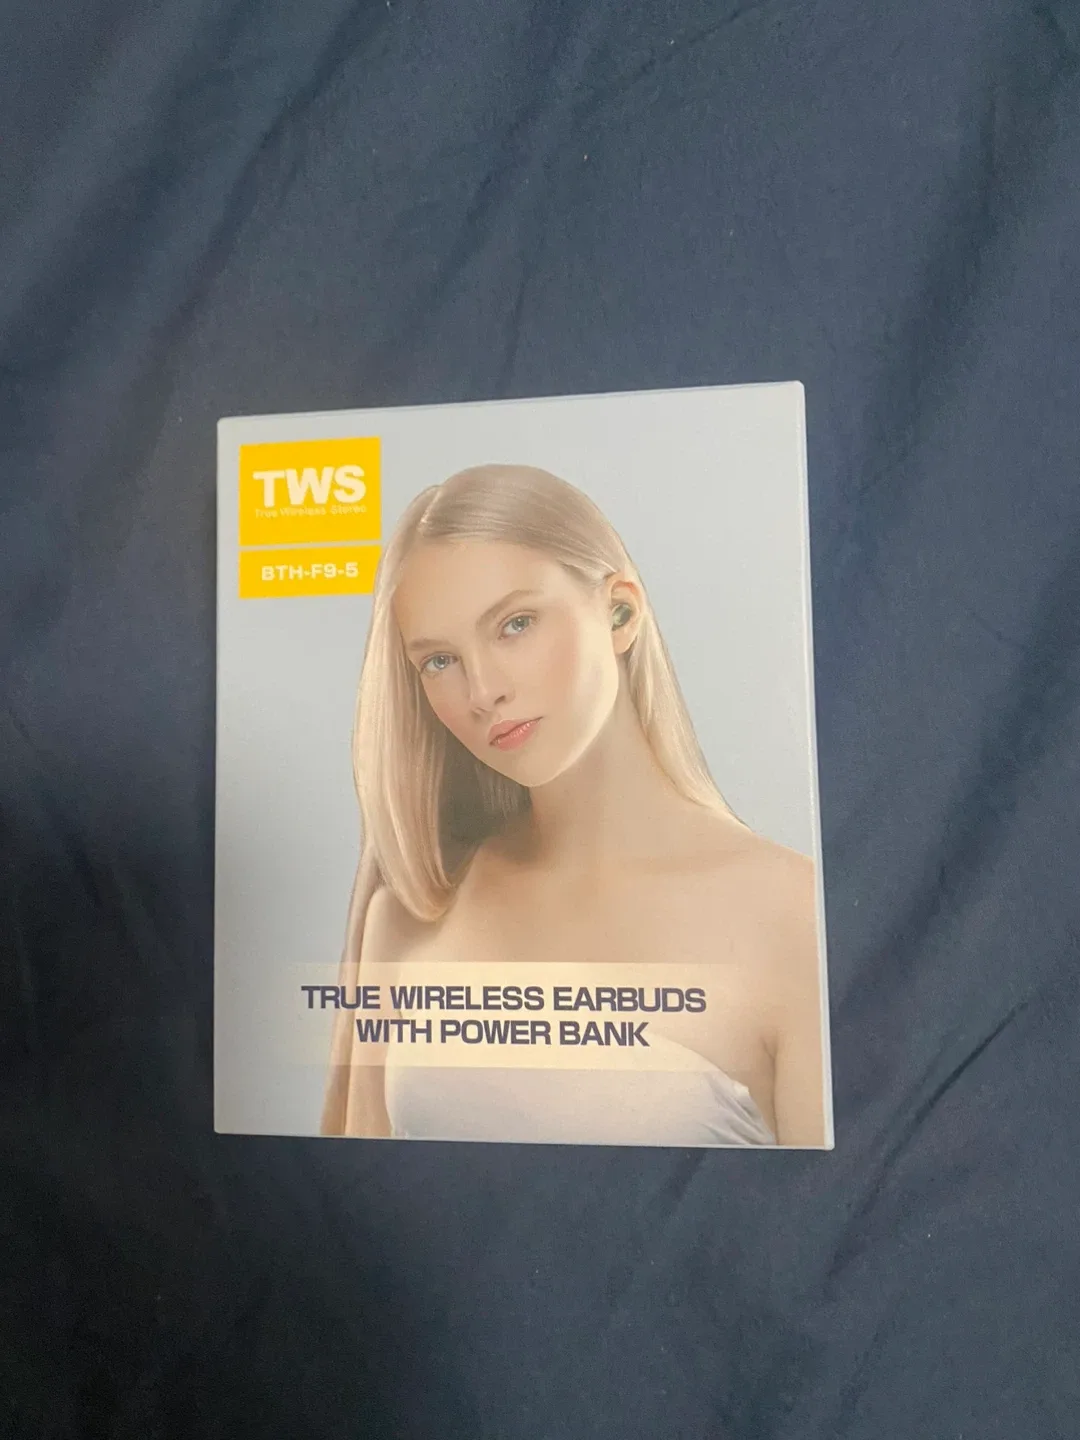 TWS
True Wireless Stereo
BTH-F9-5
TRUE WIRELESS EARBUDS
WITH POWER BANK